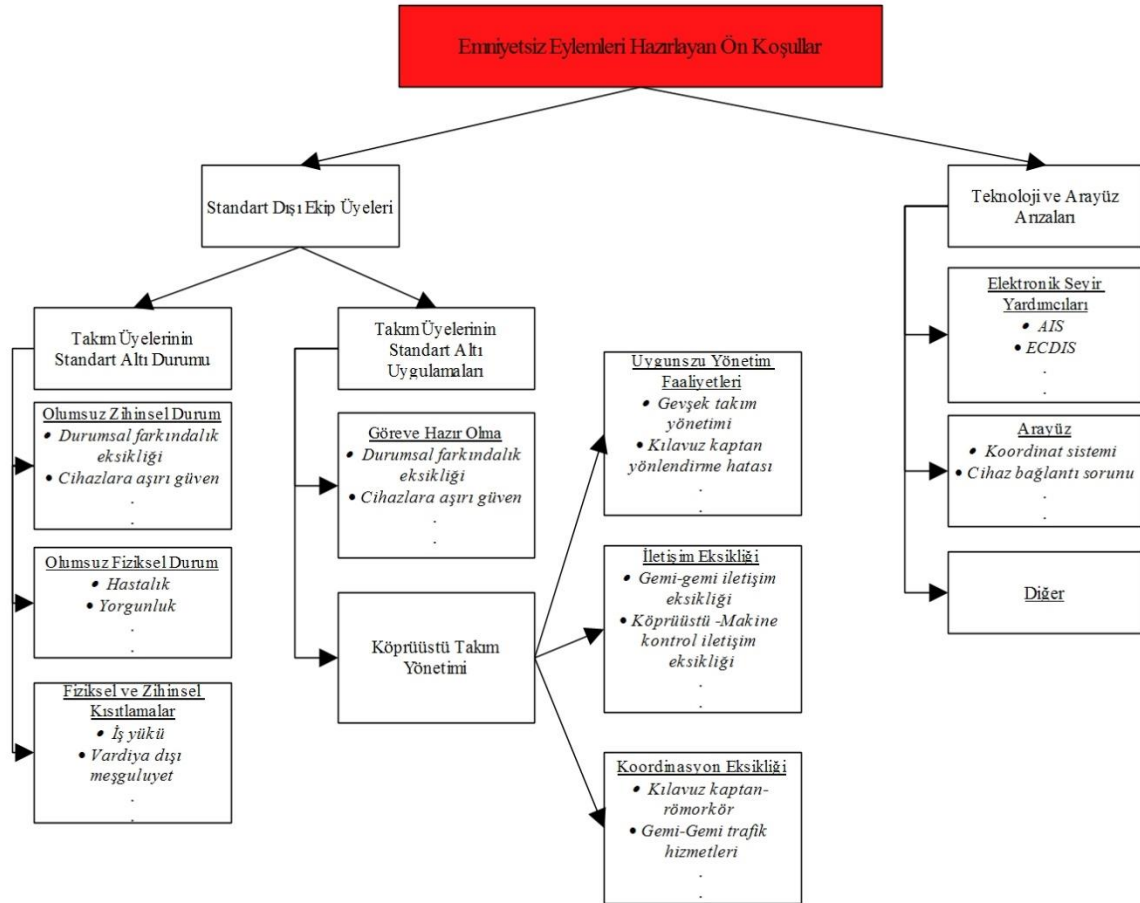 Emniyetsiz Eylemleri Hazırlayan Ön Koşullar
Standart Dışı Ekip Üyeleri
Teknoloji ve Arayüz
Arızaları
Takım Üyelerinin
Standart Altı Durumu
Olumsuz Zihinsel Durum
• Durumsal farkındalık
eksikliği
• Cihazlara aşırı güven
.
.
Olumsuz Fiziksel Durum
• Hastalık
• Yorgunluk
.
.
Fiziksel ve Zihinsel
Kısıtlamalar
• İş yükü
• Vardiya dışı
meşguluyet
.
.
Takım Üyelerinin
Standart Altı
Uygulamaları
Göreve Hazır Olma
• Durumsal farkındalık
eksikliği
• Cihazlara aşırı güven
.
.
Köprüüstü Takım
Yönetimi
Uygunszu Yönetim
Faaliyetleri
• Gevşek takım
yönetimi
• Kılavuz kaptan
yönlendirme hatası
.
.
İletişim Eksikliği
• Gemi-gemi iletişim
eksikliği
• Köprüüstü -Makine
kontrol iletişim
eksikliği
.
.
Koordinasyon Eksikliği
• Kılavuz kaptan-
römorkör
• Gemi-Gemi trafik
hizmetleri
.
.
Elektronik Seyir
Yardımcıları
• AIS
• ECDIS
.
.
Arayüz
• Koordinat sistemi
• Cihaz bağlantı sorunu
.
.
Diğer